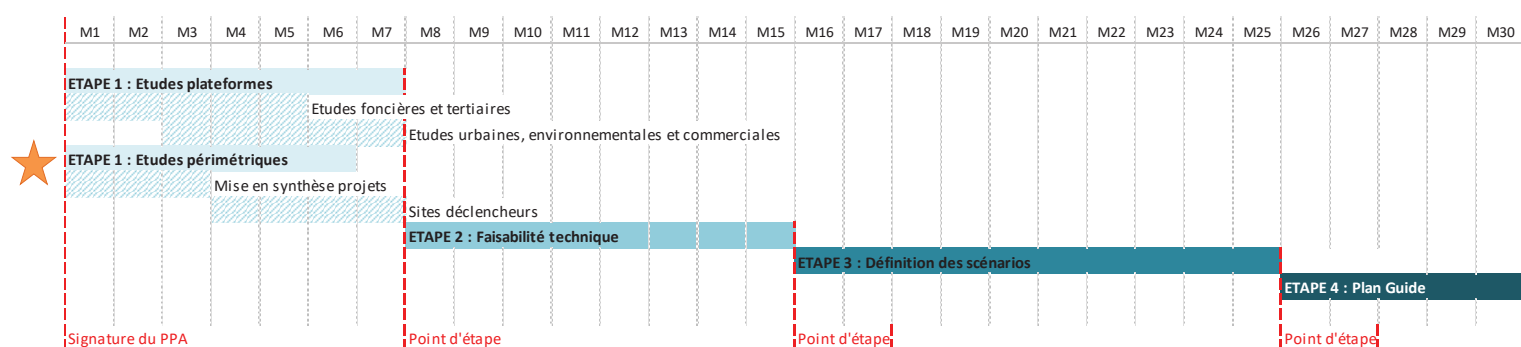 M1 M2 M3 M4 M5 M6 M7 M8 M9 M10 M11 M12 M13 M14 M15 M16 M17 M18 M19 M20 M21 M22 M23 M24 M25 M26 M27 M28 M29 M30
ETAPE 1 : Etudes plateformes
Etudes foncières et tertiaires
Etudes urbaines, environnementales et commerciales
ETAPE 1 : Etudes périmétriques
Mise en synthèse projets
Sites déclencheurs
ETAPE 2 : Faisabilité technique
ETAPE 3 : Définition des scénarios
ETAPE 4 : Plan Guide
Signature du PPA Point d'étape Point d'étape Point d'étape